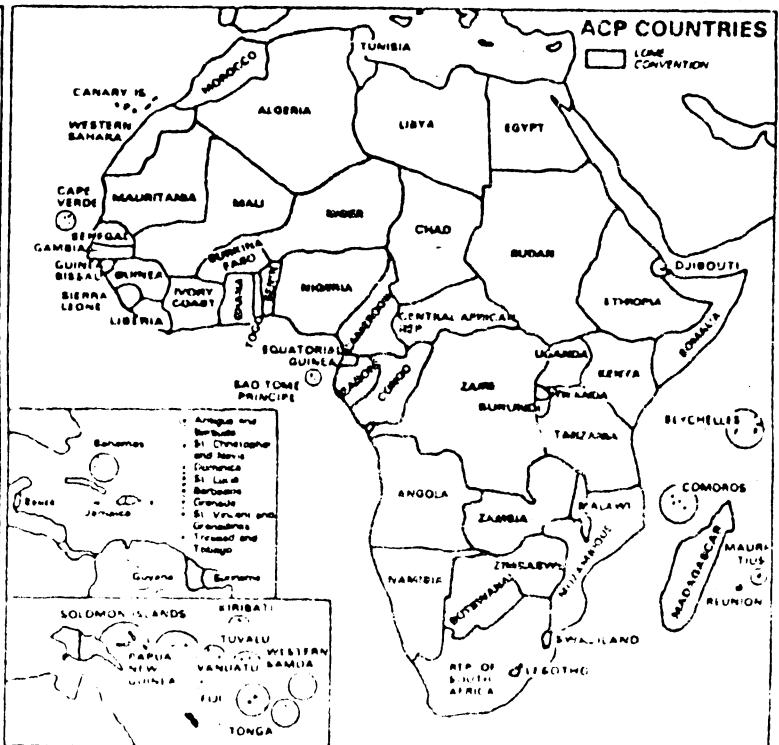 ACP COUNTRIES
LOME
CONVENTION
TUNISIA
MOROCCO
CANARY IS
WESTERN
SAHARA
ALGERIA
LIBYA
EGYPT
CAPE
VERDE
MAURITANIA
MALI
NIGER
CHAD
SUDAN
SENEGAL
GAMBIA
GUINEA
BISSAU
GUINEA
SIERRA
LEONE
LIBERIA
IVORY
COAST
BURKINA
FASO
GHANA
TOGO
BENIN
NIGERIA
CAMEROON
CENTRAL AFRICAN
REP
DJIBOUTI
ETHIOPIA
SOMALIA
EQUATORIAL
GUINEA
SAO TOME
PRINCIPE
GABON
CONGO
ZAIRE
UGANDA
KENYA
RWANDA
BURUNDI
TANZANIA
SEYCHELLES
COMOROS
ANGOLA
ZAMBIA
MALAWI
MOZAMBIQUE
ZIMBABWE
NAMIBIA
BOTSWANA
MADAGASCAR
MAURI
TIUS
REUNION
SWAZILAND
LESOTHO
REP OF
SOUTH
AFRICA
Bahamas
Jamaica
Guyana
Suriname
Antigua and
Barbuda
St Christopher
and Nevis
Dominica
St Lucia
Barbados
Grenada
St Vincent and
Grenadines
Trinidad and
Tobago
SOLOMON ISLANDS
KIRIBATI
TUVALU
PAPUA
NEW
GUINEA
VANUATU
WESTERN
SAMOA
FIJI
TONGA